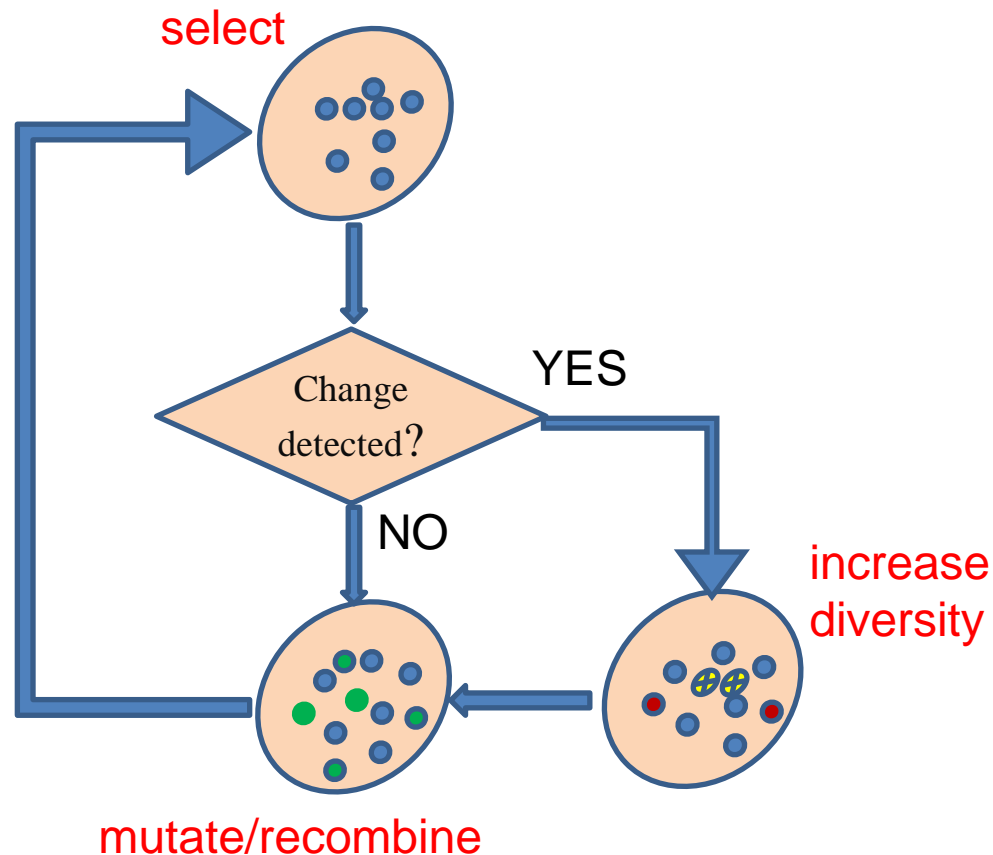 select
Change
detected?
YES
NO
increase
diversity
mutate/recombine